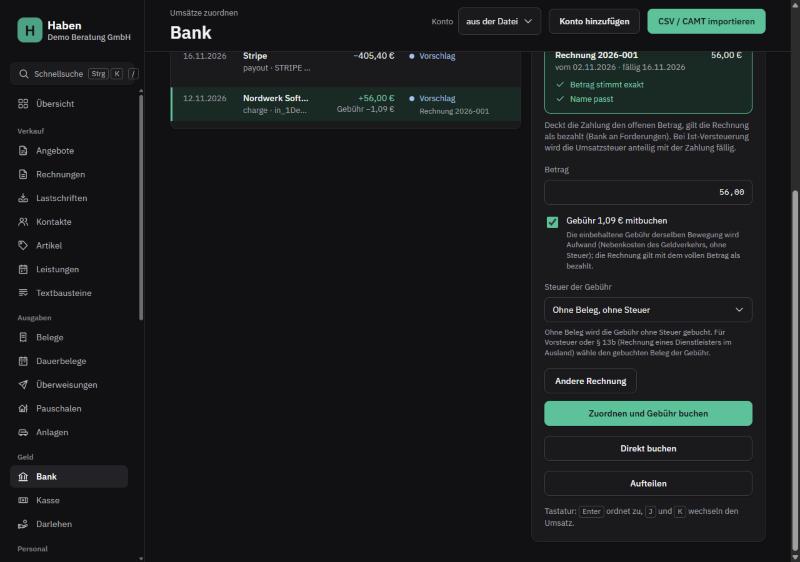 H
Haben
Demo Beratung GmbH
Schnellsuche Strg K /
Übersicht
Verkauf
Angebote
Rechnungen
Lastschriften
Kontakte
Artikel
Leistungen
Textbausteine
Ausgaben
Belege
Dauerbelege
Überweisungen
Pauschalen
Anlagen
Geld
Bank
Kasse
Darlehen
Personal
Umsätze zuordnen
Bank
Konto
aus der Datei
Konto hinzufügen
CSV / CAMT importieren
16.11.2026 Stripe −405,40 € Vorschlag
payout · STRIPE ...
12.11.2026 Nordwerk Soft... +56,00 € Vorschlag
charge · in_1De... Gebühr −1,09 € Rechnung 2026-001
Rechnung 2026-001 56,00 €
vom 02.11.2026 · fällig 16.11.2026
Betrag stimmt exakt
Name passt
Deckt die Zahlung den offenen Betrag, gilt die Rechnung
als bezahlt (Bank an Forderungen). Bei Ist-Versteuerung
wird die Umsatzsteuer anteilig mit der Zahlung fällig.
Betrag
56,00
Gebühr 1,09 € mitbuchen
Die einbehaltene Gebühr derselben Bewegung wird
Aufwand (Nebenkosten des Geldverkehrs, ohne
Steuer); die Rechnung gilt mit dem vollen Betrag als
bezahlt.
Steuer der Gebühr
Ohne Beleg, ohne Steuer
Ohne Beleg wird die Gebühr ohne Steuer gebucht. Für
Vorsteuer oder § 13b (Rechnung eines Dienstleisters im
Ausland) wähle den gebuchten Beleg der Gebühr.
Andere Rechnung
Zuordnen und Gebühr buchen
Direkt buchen
Aufteilen
Tastatur: Enter ordnet zu, J und K wechseln den
Umsatz.